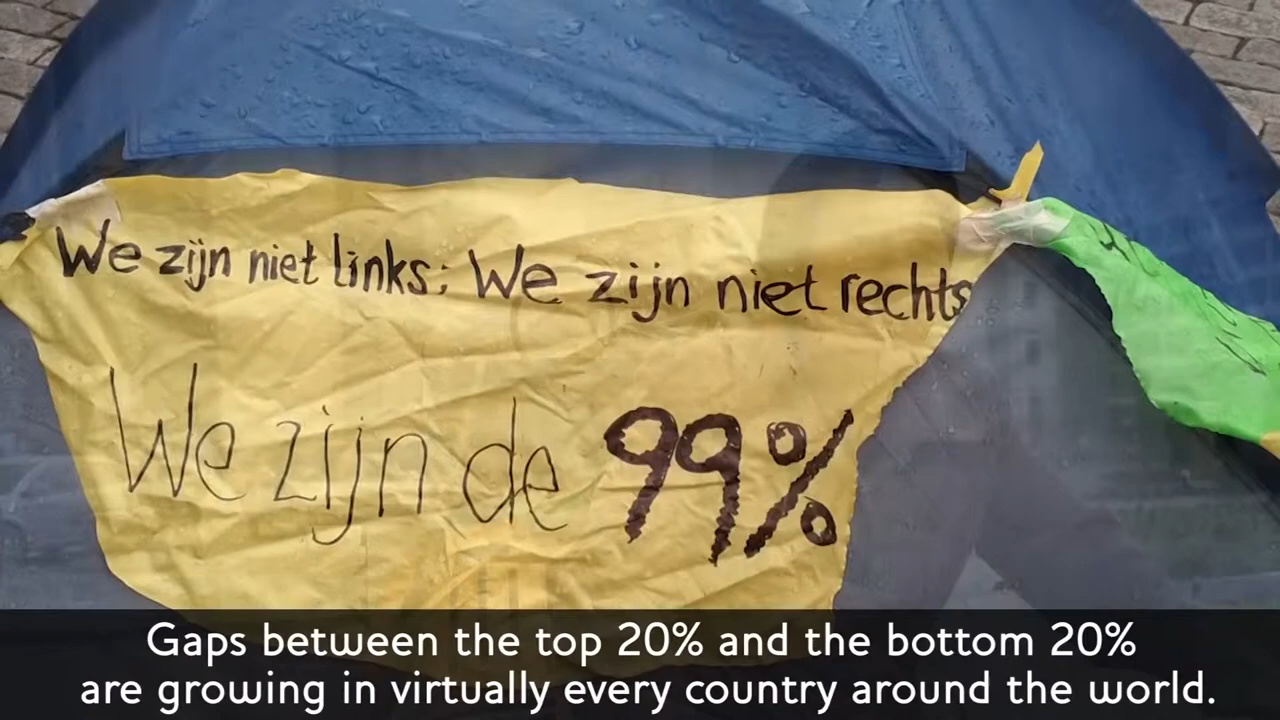 We zijn niet links; We zijn niet rechts
We zijn de 99%
Gaps between the top 20% and the bottom 20%
are growing in virtually every country around the world.